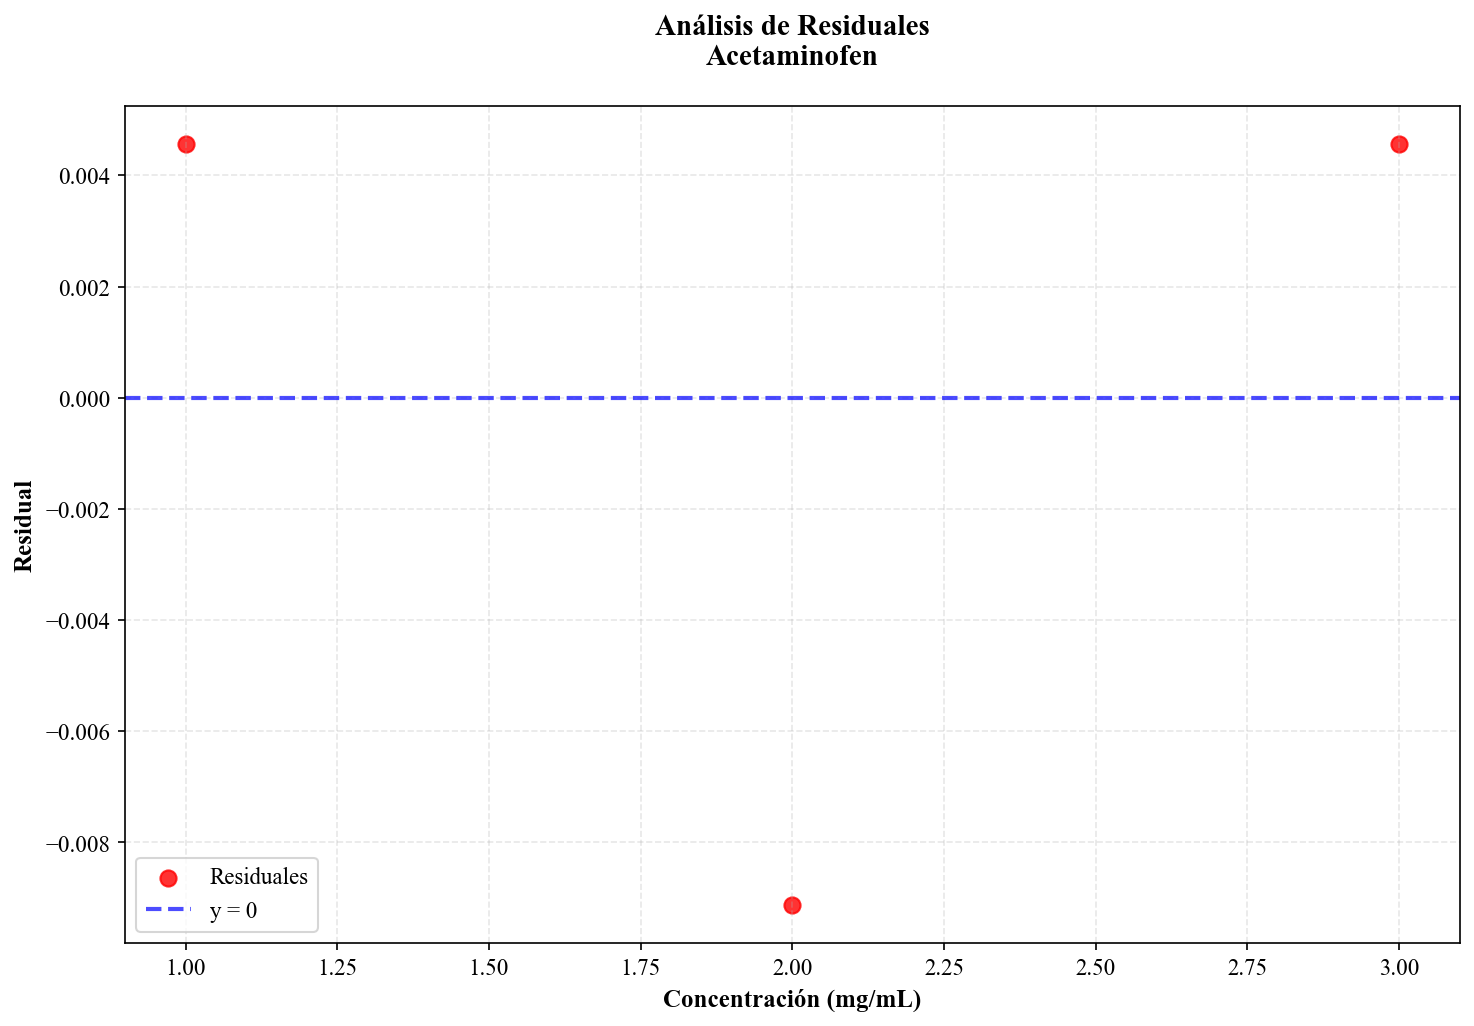 Análisis de Residuales
Acetaminofen
0.004
0.002
0.000
−0.002
−0.004
−0.006
−0.008
Residual
Residuales
y = 0
1.00 1.25 1.50 1.75 2.00 2.25 2.50 2.75 3.00
Concentración (mg/mL)